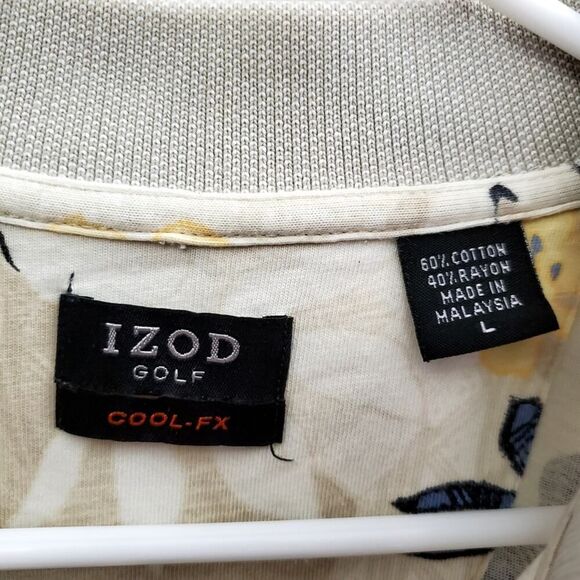 IZOD
GOLF
COOL-FX
60% COTTON
40% RAYON
MADE IN
MALAYSIA
L